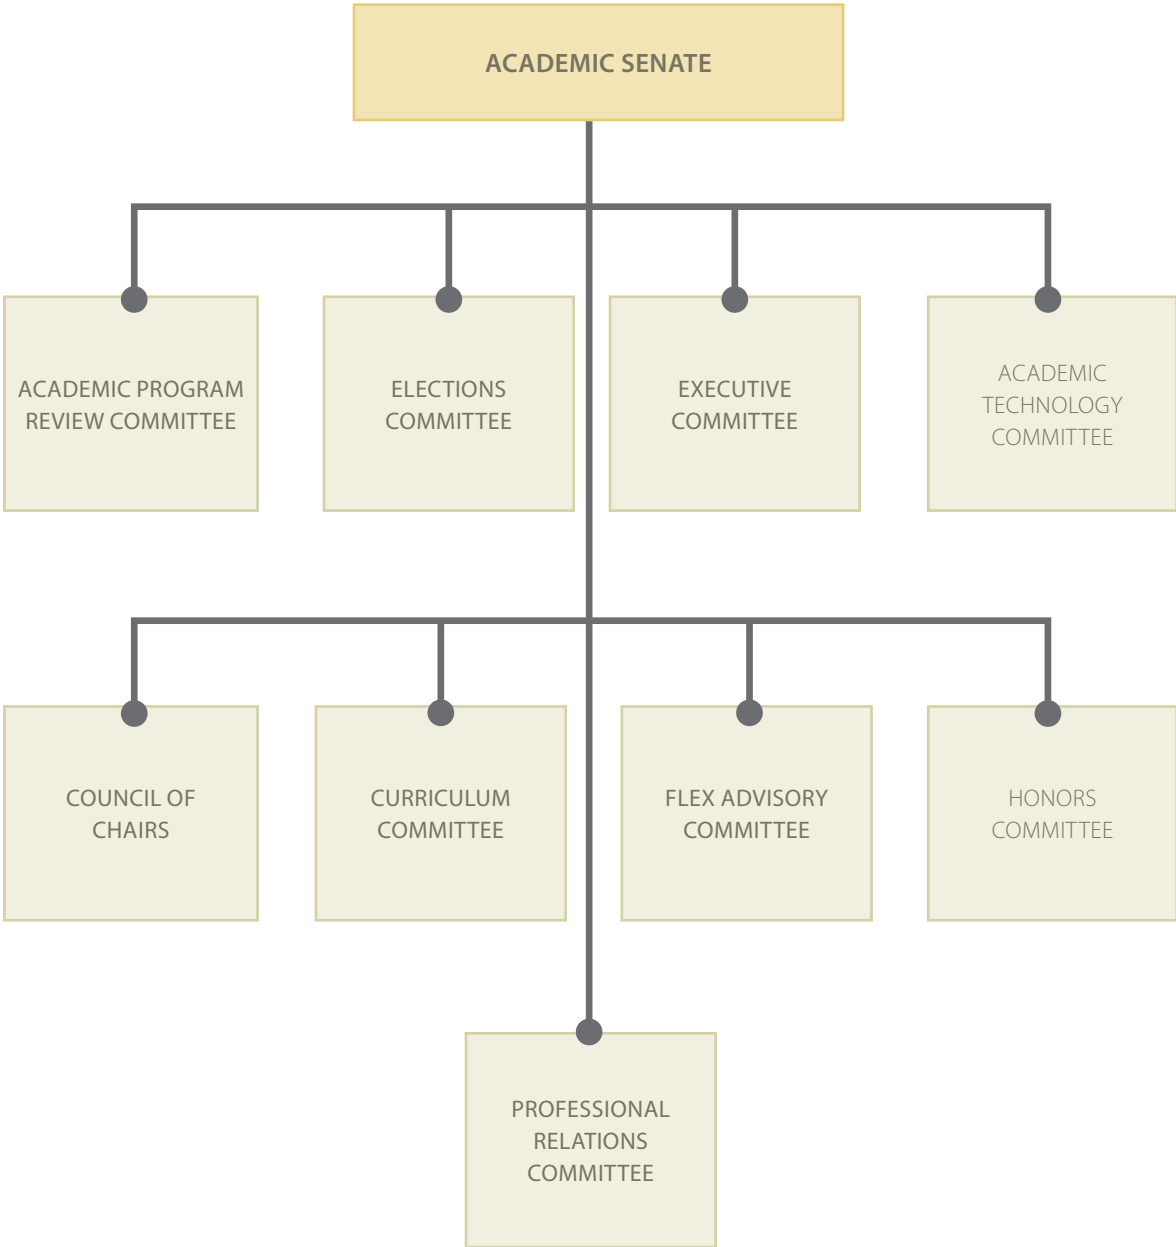 ACADEMIC SENATE
ACADEMIC PROGRAM
REVIEW COMMITTEE
ELECTIONS
COMMITTEE
EXECUTIVE
COMMITTEE
ACADEMIC
TECHNOLOGY
COMMITTEE
COUNCIL OF
CHAIRS
CURRICULUM
COMMITTEE
FLEX ADVISORY
COMMITTEE
HONORS
COMMITTEE
PROFESSIONAL
RELATIONS
COMMITTEE